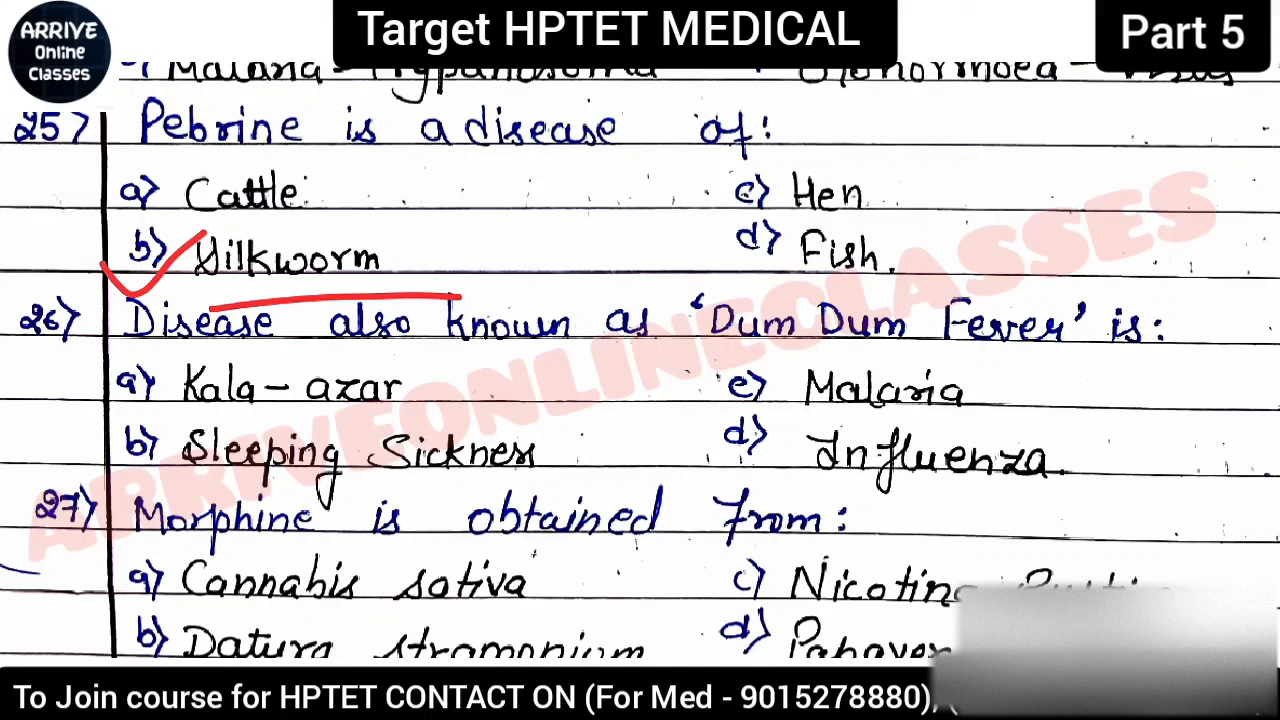 ARRIVE
Online
Classes
Target HPTET MEDICAL
Part 5
Malaria -
25) Pebrine is a disease of:
a) Cattle c) Hen
b) Silkworm d) Fish.
26) Disease also known as 'Dum Dum Fever' is:
a) Kala-azar c) Malaria
b) Sleeping Sickness d) Influenza.
27) Morphine is obtained from:
a) Cannabis sativa c)
b) Datura stramonium d)
ARRIVEONLINECLASSES
To Join course for HPTET CONTACT ON (For Med - 9015278880), (